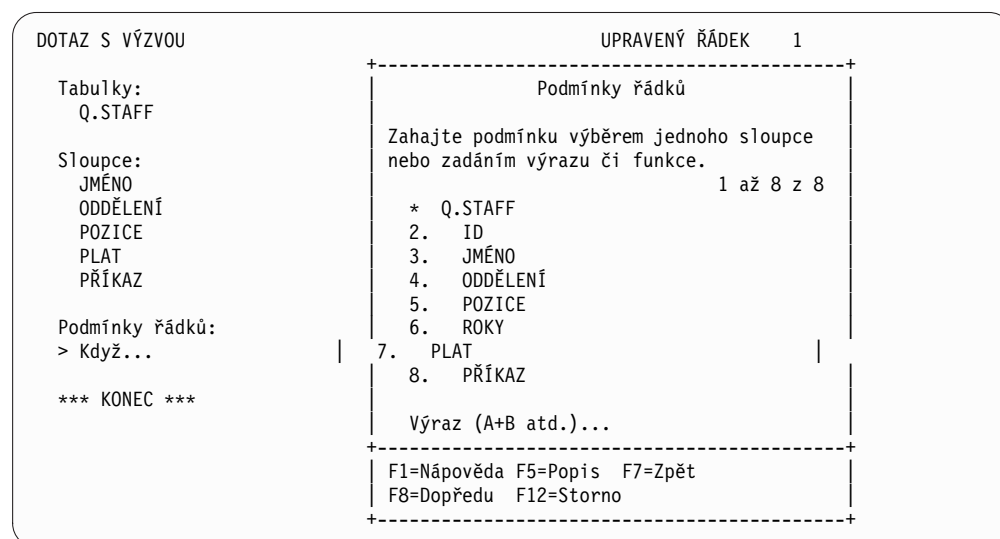 DOTAZ S VÝZVOU UPRAVENÝ ŘÁDEK 1
+-------------------------------------------+
Tabulky: | Podmínky řádků |
Q.STAFF | |
| Zahajte podmínku výběrem jednoho sloupce |
Sloupce: | nebo zadáním výrazu či funkce. |
JMÉNO | 1 až 8 z 8 |
ODDĚLENÍ | * Q.STAFF |
POZICE | 2. ID |
PLAT | 3. JMÉNO |
PŘÍKAZ | 4. ODDĚLENÍ |
| 5. POZICE |
Podmínky řádků: | 6. ROKY |
> Když... | 7. PLAT |
| 8. PŘÍKAZ |
*** KONEC *** | |
| Výraz (A+B atd.)... |
+-------------------------------------------+
| F1=Nápověda F5=Popis F7=Zpět |
| F8=Dopředu F12=Storno |
+-------------------------------------------+